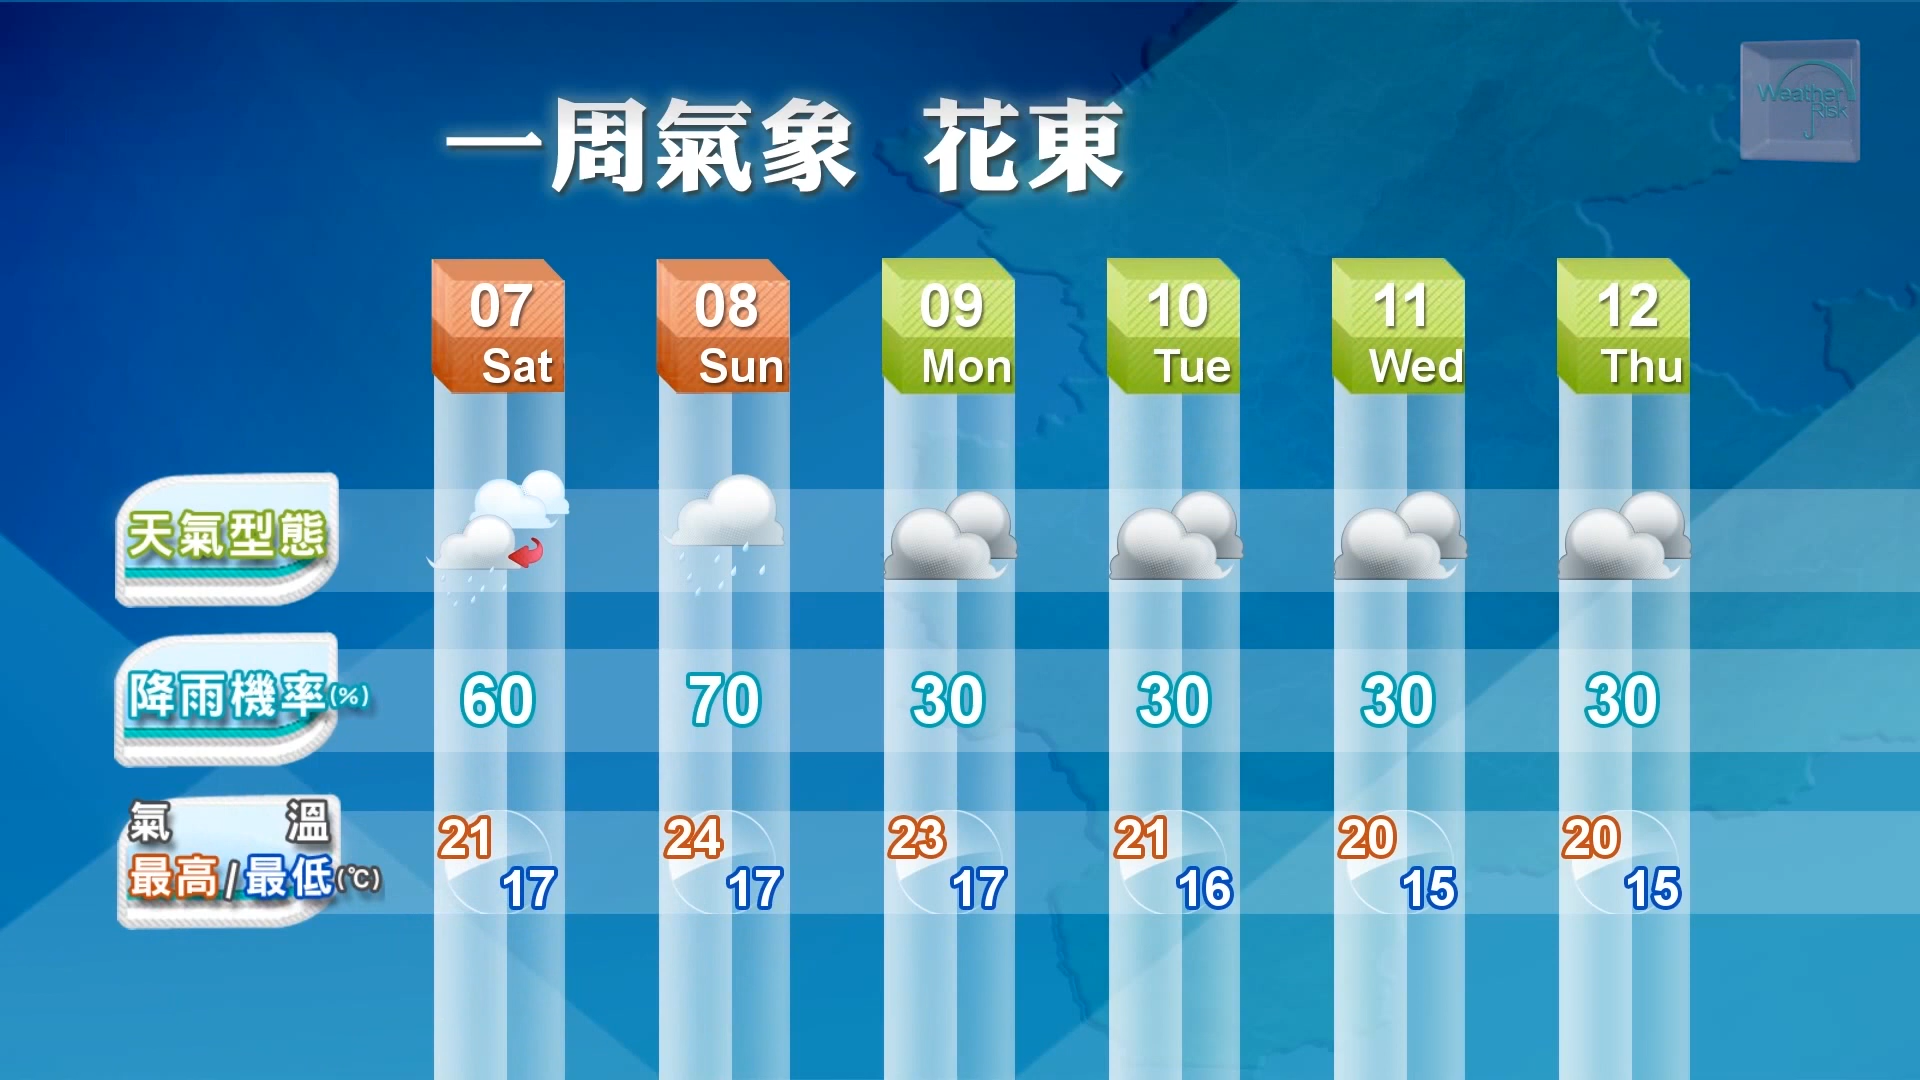 一周氣象 花東
Weather Risk
07 08 09 10 11 12
Sat Sun Mon Tue Wed Thu
天氣型態
降雨機率(%) 60 70 30 30 30 30
氣溫
最高/最低(℃)
21 24 23 21 20 20
17 17 17 16 15 15